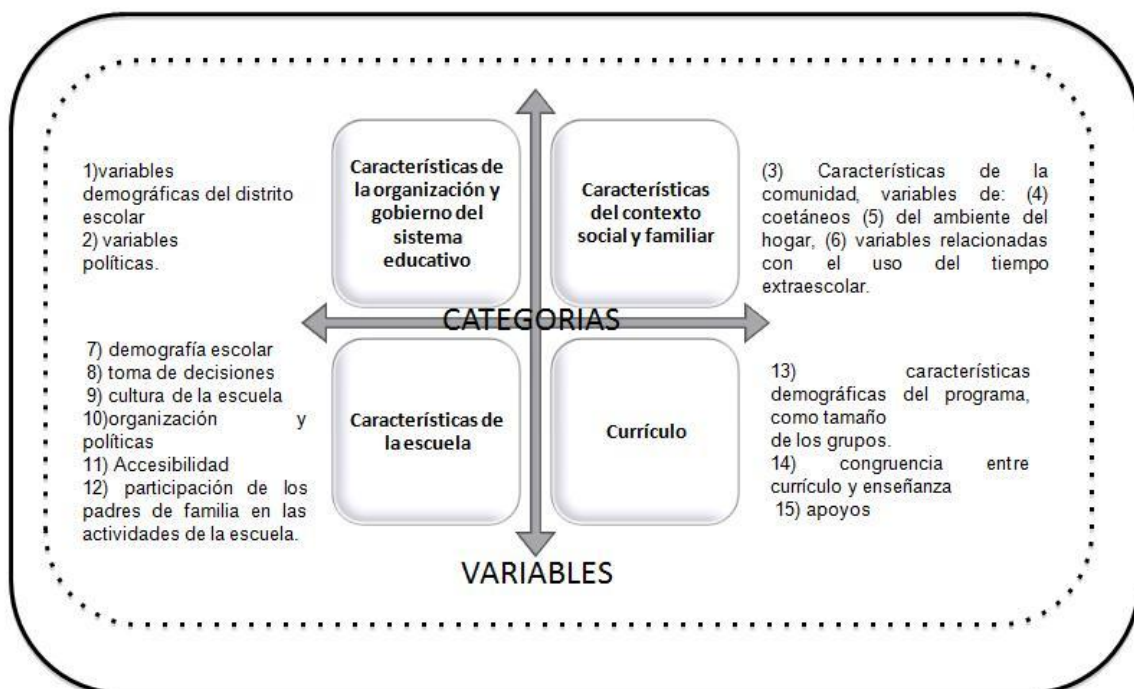 1)variables
demográficas del distrito
escolar
2) variables
políticas.
Características de
la organización y
gobierno del
sistema
educativo
Características
del contexto
social y familiar
(3) Características de la
comunidad, variables de: (4)
coetáneos (5) del ambiente del
hogar, (6) variables relacionadas
con el uso del tiempo
extraescolar.
CATEGORIAS
7) demografía escolar
8) toma de decisiones
9) cultura de la escuela
10)organización y
políticas
11) Accesibilidad
12) participación de los
padres de familia en las
actividades de la escuela.
Características de
la escuela
Currículo
13) características
demográficas del programa,
como tamaño
de los grupos.
14) congruencia entre
currículo y enseñanza
15) apoyos
VARIABLES